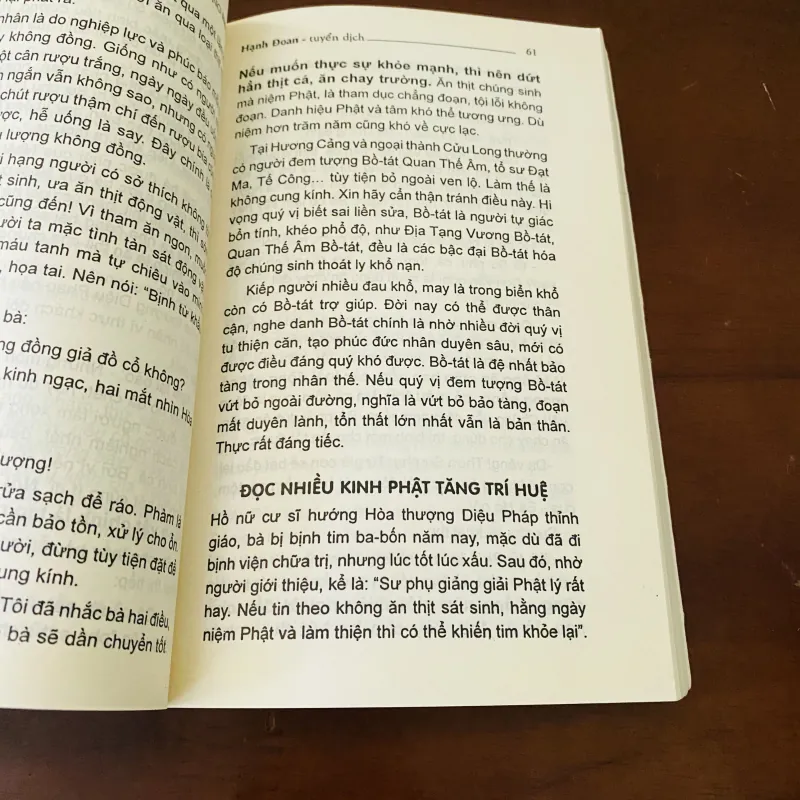 qua một
ăn qua loại
nhân là do nghiệp lực và phúc báo
không đồng. Giống như có người
cân rượu trắng, ngày ngày đều
ngắn vẫn không sao, nhưng có
chút rượu thậm chí đến rượu bia
hễ uống là say. Đây chính là
lượng không đồng.
hạng người có sở thích không
sinh, ưa ăn thịt động vật, thì
cũng đến! Vì tham ăn ngon,
ta mặc tình tàn sát động
máu tanh mà tự chiêu vào
họa tai. Nên nói: “Bịnh từ
bà:
đồng giả đồ cổ không?
kinh ngạc, hai mắt nhìn Hòa
tượng!
rửa sạch để ráo. Phàm là
cần bảo tồn, xử lý cho ổn.
đừng tùy tiện đặt để
cung kính.
Tôi đã nhắc bà hai điều,
bà sẽ dần chuyển tốt
Hạnh Đoan - tuyển dịch 61
Nếu muốn thực sự khỏe mạnh, thì nên dứt
hẳn thịt cá, ăn chay trường. Ăn thịt chúng sinh
mà niệm Phật, là tham dục chẳng đoạn, tội lỗi không
đoạn. Danh hiệu Phật và tâm khó thể tương ưng. Dù
niệm hơn trăm năm cũng khó về cực lạc.
Tại Hương Cảng và ngoại thành Cửu Long thường
có người đem tượng Bồ-tát Quan Thế Âm, tổ sư Đạt
Ma, Tế Công… tùy tiện bỏ ngoài ven lộ. Làm thế là
không cung kính. Xin hãy cẩn thận tránh điều này. Hi
vọng quý vị biết sai liền sửa, Bồ-tát là người tự giác
bổn tính, khéo phổ độ, như Địa Tạng Vương Bồ-tát,
Quan Thế Âm Bồ-tát, đều là các bậc đại Bồ-tát hóa
độ chúng sinh thoát ly khổ nạn.
Kiếp người nhiều đau khổ, may là trong biển khổ
còn có Bồ-tát trợ giúp. Đời nay có thể được thân
cận, nghe danh Bồ-tát chính là nhờ nhiều đời quý vị
tu thiện căn, tạo phúc đức nhân duyên sâu, mới có
được điều đáng quý khó được. Bồ-tát là đệ nhất bảo
tàng trong nhân thế. Nếu quý vị đem tượng Bồ-tát
vứt bỏ ngoài đường, nghĩa là vứt bỏ bảo tàng, đoạn
mất duyên lành, tổn thất lớn nhất vẫn là bản thân.
Thực rất đáng tiếc.
ĐỌC NHIỀU KINH PHẬT TĂNG TRÍ HUỆ
Hồ nữ cư sĩ hướng Hòa thượng Diệu Pháp thỉnh
giáo, bà bị bịnh tim ba-bốn năm nay, mặc dù đã đi
bịnh viện chữa trị, nhưng lúc tốt lúc xấu. Sau đó, nhờ
người giới thiệu, kể là: “Sư phụ giảng giải Phật lý rất
hay. Nếu tin theo không ăn thịt sát sinh, hằng ngày
niệm Phật và làm thiện thì có thể khiến tim khỏe lại”.